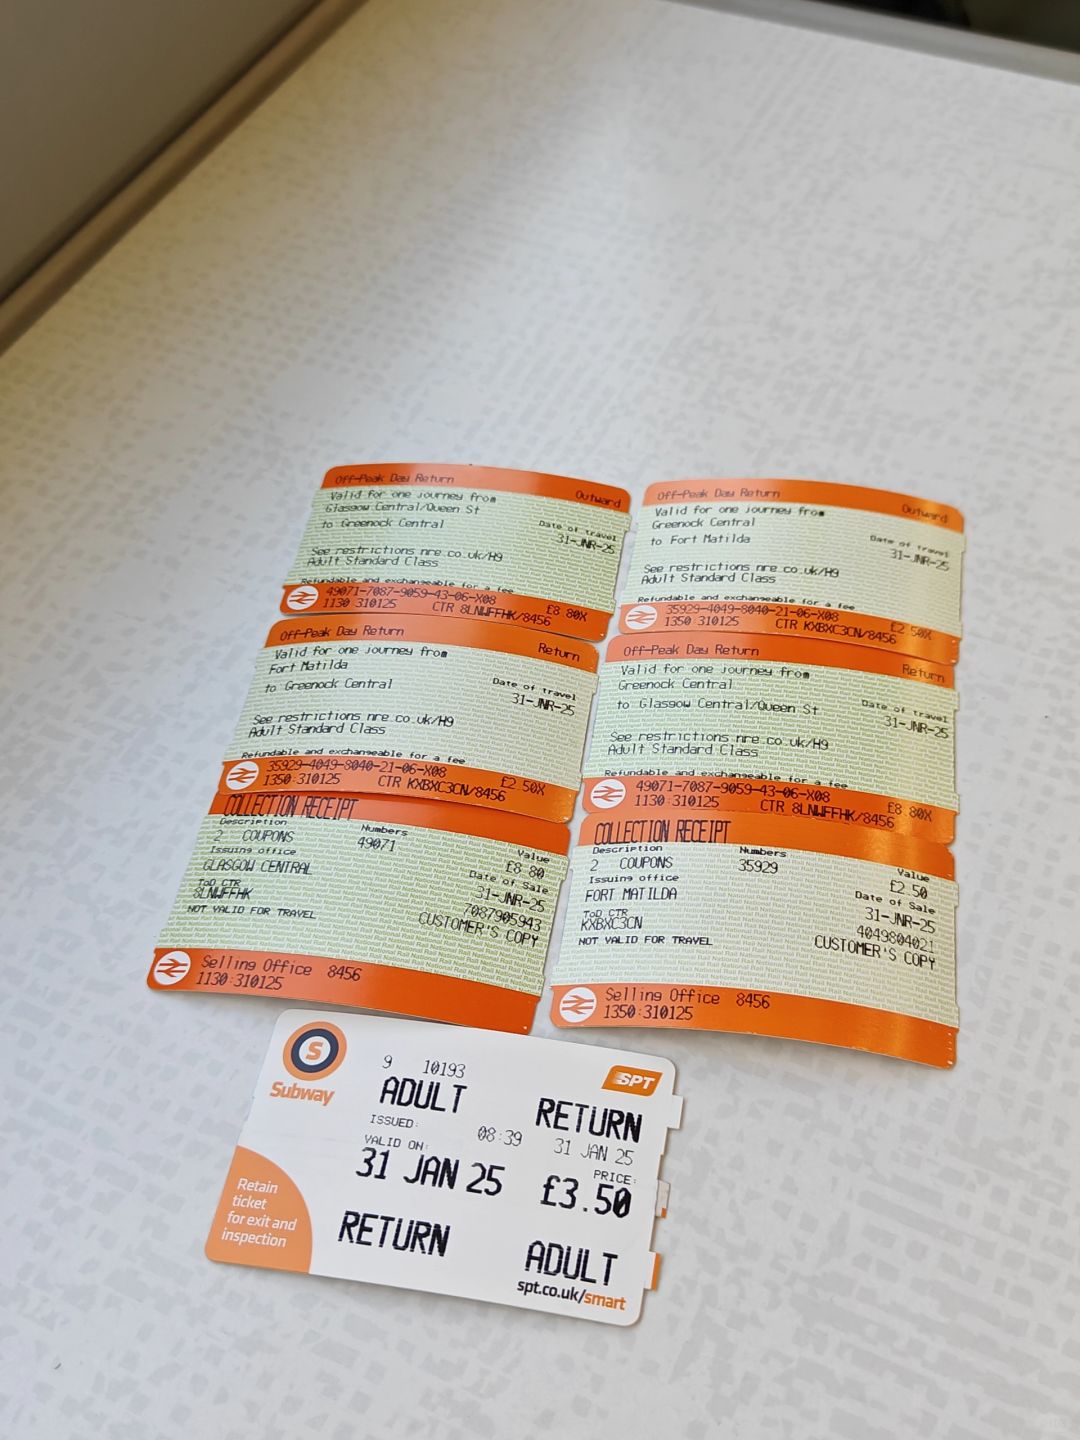 Off-Peak Day Return
Outward
Valid for one journey from
Glasgow Central/Queen St
to Greenock Central
Date of travel
31-JNR-25
See restrictions nre.co.uk/H9
Adult Standard Class
Refundable and exchangeable for a fee
49071-7087-9059-43-06-X08
£8 80X
1130 310125
CTR 8LNWFFHK/8456
Off-Peak Day Return
Outward
Valid for one journey from
Greenock Central
to Fort Matilda
Date of travel
31-JNR-25
See restrictions nre.co.uk/H9
Adult Standard Class
Refundable and exchangeable for a fee
35929-4049-8040-21-06-X08
£2 50X
1350 310125
CTR KXBXC3CN/8456
Off-Peak Day Return
Return
Valid for one journey from
Fort Matilda
to Greenock Central
Date of travel
31-JNR-25
See restrictions nre.co.uk/H9
Adult Standard Class
Refundable and exchangeable for a fee
35929-4049-8040-21-06-X08
£2 50X
1350 310125
CTR KXBXC3CN/8456
Off-Peak Day Return
Return
Valid for one journey from
Greenock Central
to Glasgow Central/Queen St
Date of travel
31-JNR-25
See restrictions nre.co.uk/H9
Adult Standard Class
Refundable and exchangeable for a fee
49071-7087-9059-43-06-X08
£8 80X
1130 310125
CTR 8LNWFFHK/8456
COLLECTION RECEIPT
Description
Numbers
Value
2 COUPONS
49071
£8 80
Issuing office
Date of Sale
GLASGOW CENTRAL
31-JNR-25
ToD CTR
8LNWFFHK
7087905943
NOT VALID FOR TRAVEL
CUSTOMER'S COPY
Selling Office 8456
1130 310125
COLLECTION RECEIPT
Description
Numbers
Value
2 COUPONS
35929
£2 50
Issuing office
Date of Sale
FORT MATILDA
31-JNR-25
ToD CTR
KXBXC3CN
4049804021
NOT VALID FOR TRAVEL
CUSTOMER'S COPY
Selling Office 8456
1350 310125
S
Subway
9 10193
SPT
ADULT
RETURN
ISSUED:
08:39
31 JAN 25
VALID ON:
PRICE:
31 JAN 25
£3.50
Retain
ticket
for exit and
inspection
RETURN
ADULT
spt.co.uk/smart